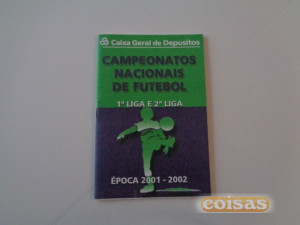 Caixa Geral de Depositos
CAMPEONATOS
NACIONAIS
DE FUTEBOL
1ª LIGA E 2ª LIGA
ÉPOCA 2001 - 2002
coisas